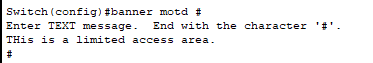 Switch(config)#banner motd #
Enter TEXT message.  End with the character '#'.
THis is a limited access area.
#